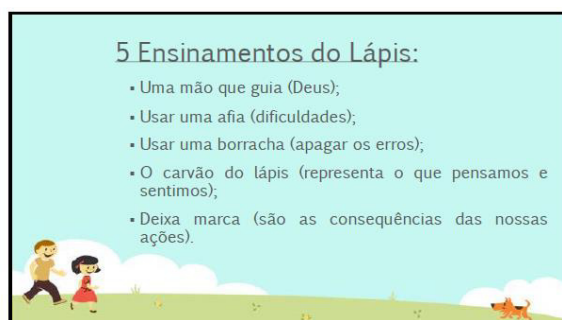 5 Ensinamentos do Lápis:
▪ Uma mão que guia (Deus);
▪ Usar uma afia (dificuldades);
▪ Usar uma borracha (apagar os erros);
▪ O carvão do lápis (representa o que pensamos e
sentimos);
▪ Deixa marca (são as consequências das nossas
ações).